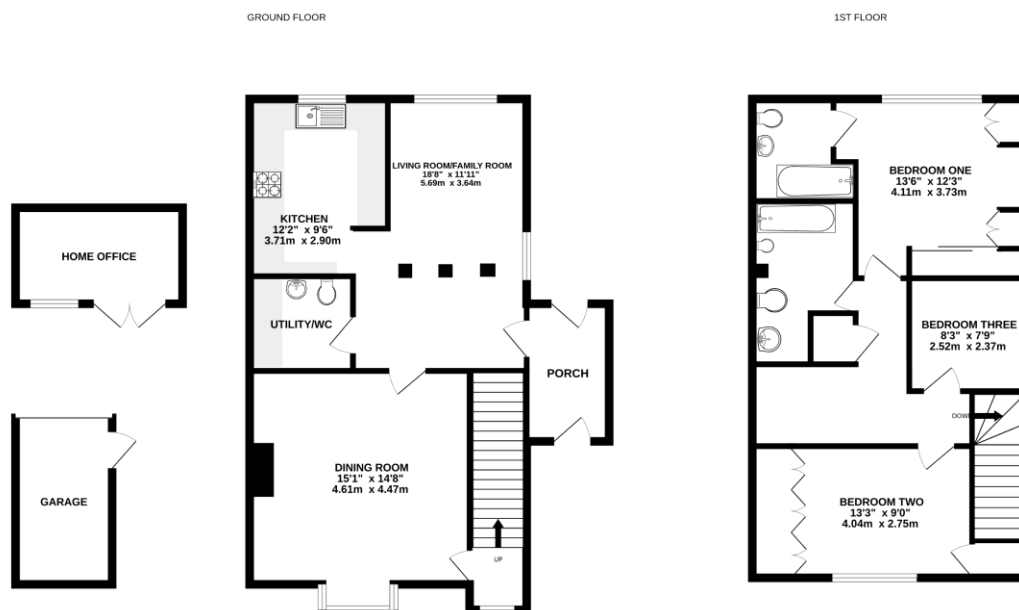 GROUND FLOOR
1ST FLOOR
LIVING ROOM/FAMILY ROOM
18'8" x 11'11"
5.69m x 3.64m
KITCHEN
12'2" x 9'6"
3.71m x 2.90m
HOME OFFICE
UTILITY/WC
PORCH
DINING ROOM
15'1" x 14'8"
4.61m x 4.47m
UP
GARAGE
BEDROOM ONE
13'6" x 12'3"
4.11m x 3.73m
BEDROOM THREE
8'3" x 7'9"
2.52m x 2.37m
DOWN
BEDROOM TWO
13'3" x 9'0"
4.04m x 2.75m